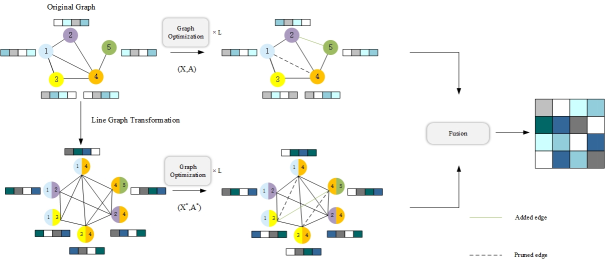 Original Graph
2
1
5
3
4
Graph
Optimization
× L
(X,A)
2
1
5
3
4
Line Graph Transformation
Fusion
1 4
1 2
4 5
1 3
2 4
3 4
Graph
Optimization
× L
(X*,A*)
1 4
1 2
4 5
1 3
2 4
3 4
Added edge
Pruned edge